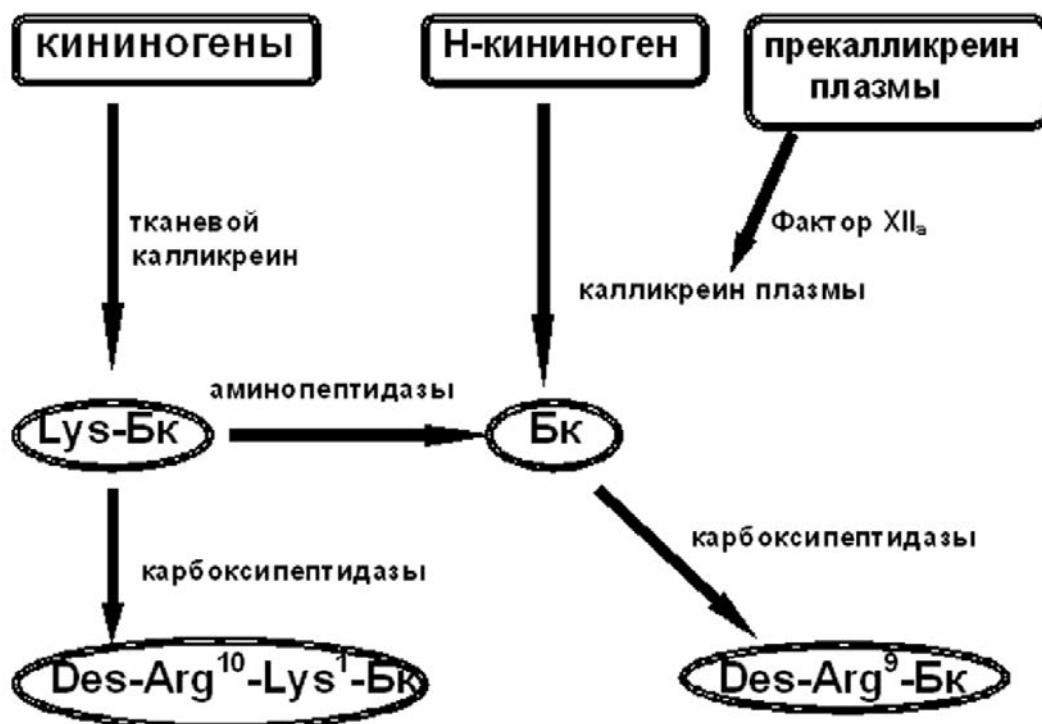 кининогены
Н-кининоген
прекалликреин
плазмы
тканевой
калликреин
Фактор XIIₐ
калликреин плазмы
аминопептидазы
Lys-Бк
Бк
карбоксипептидазы
карбоксипептидазы
Des-Arg¹⁰-Lys¹-Бк
Des-Arg⁹-Бк